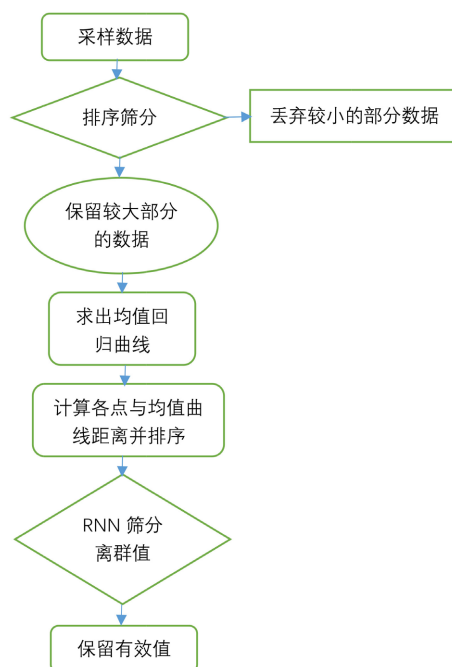 采样数据
排序筛分
丢弃较小的部分数据
保留较大部分
的数据
求出均值回
归曲线
计算各点与均值曲
线距离并排序
RNN 筛分
离群值
保留有效值